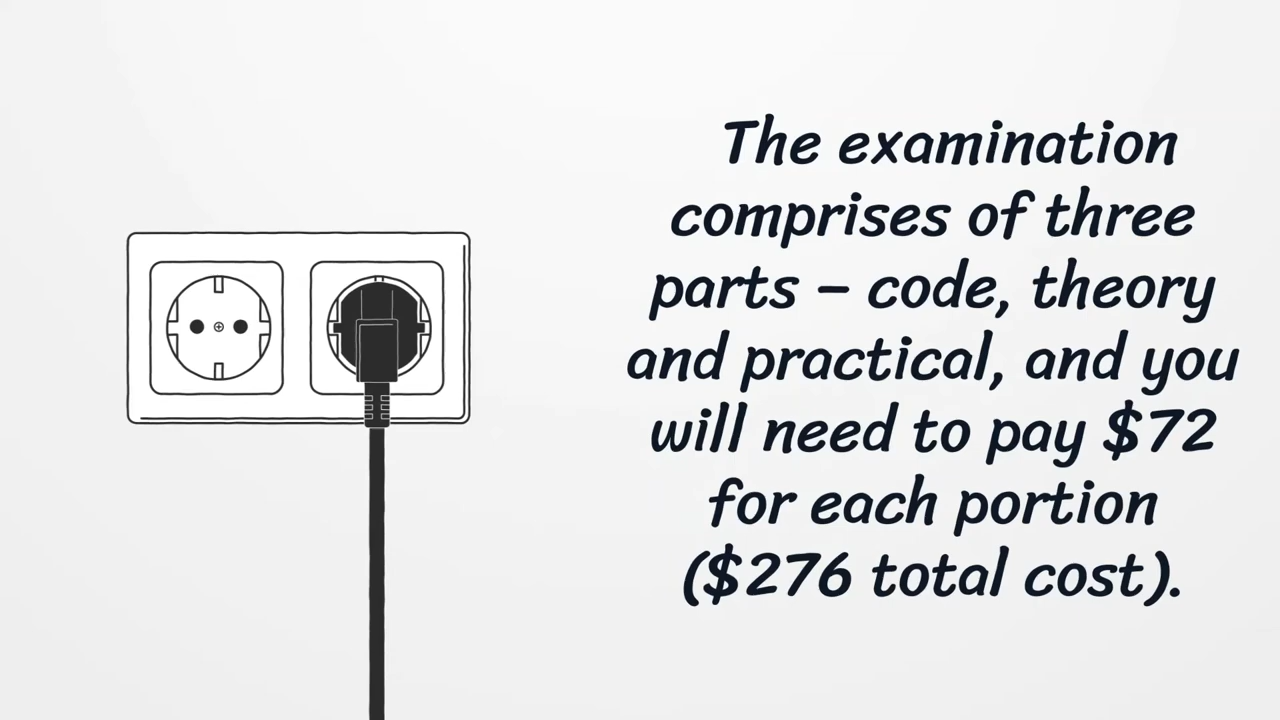 The examination
comprises of three
parts – code, theory
and practical, and you
will need to pay $72
for each portion
($276 total cost).